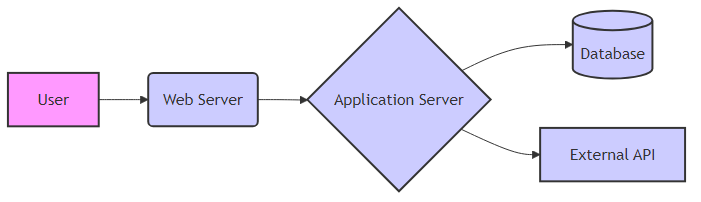 User
Web Server
Application Server
Database
External API